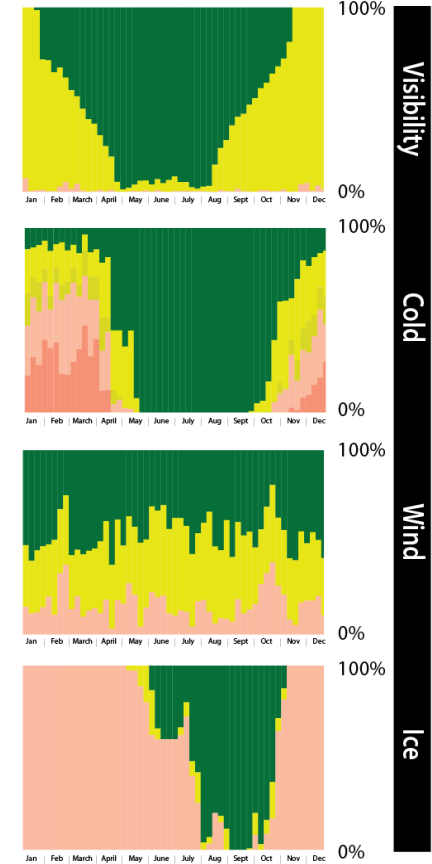 100%
Visibility
0%
Jan Feb March April May June July Aug Sept Oct Nov Dec
100%
Cold
0%
Jan Feb March April May June July Aug Sept Oct Nov Dec
100%
Wind
0%
Jan Feb March April May June July Aug Sept Oct Nov Dec
100%
Ice
0%
Jan Feb March April May June July Aug Sept Oct Nov Dec